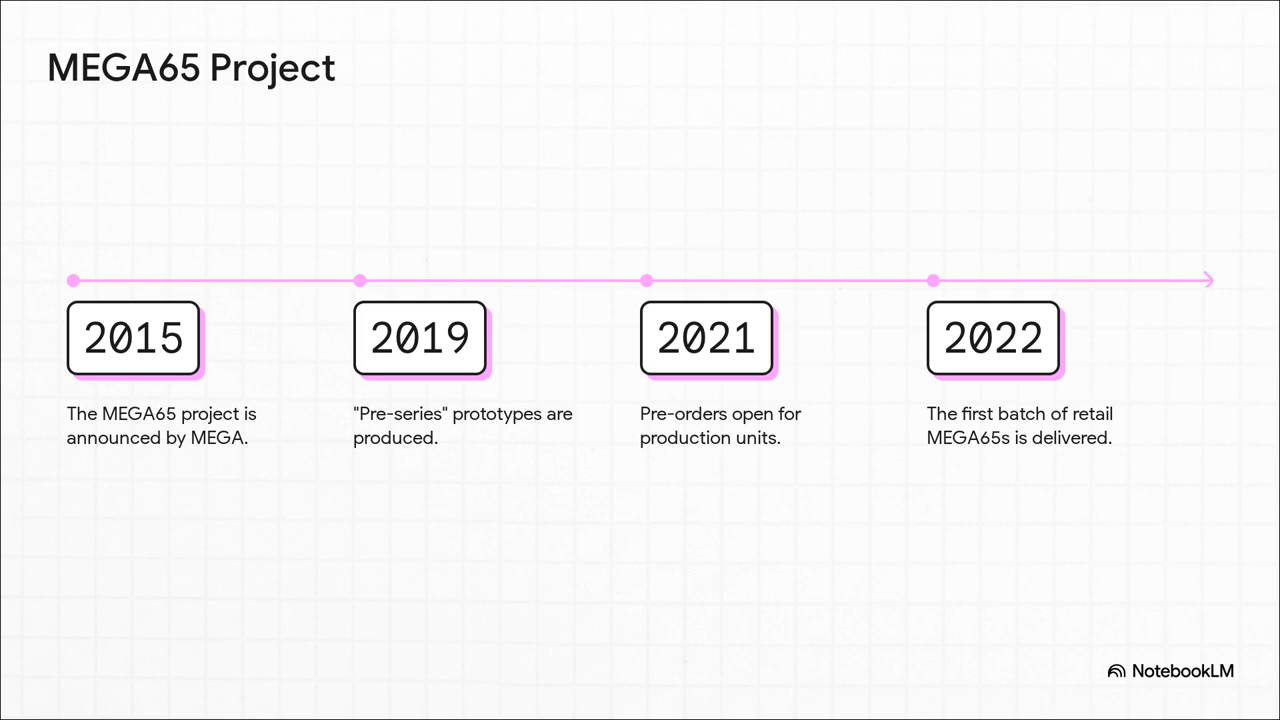 MEGA65 Project
2015
The MEGA65 project is
announced by MEGA.
2019
"Pre-series" prototypes are
produced.
2021
Pre-orders open for
production units.
2022
The first batch of retail
MEGA65s is delivered.
NotebookLM